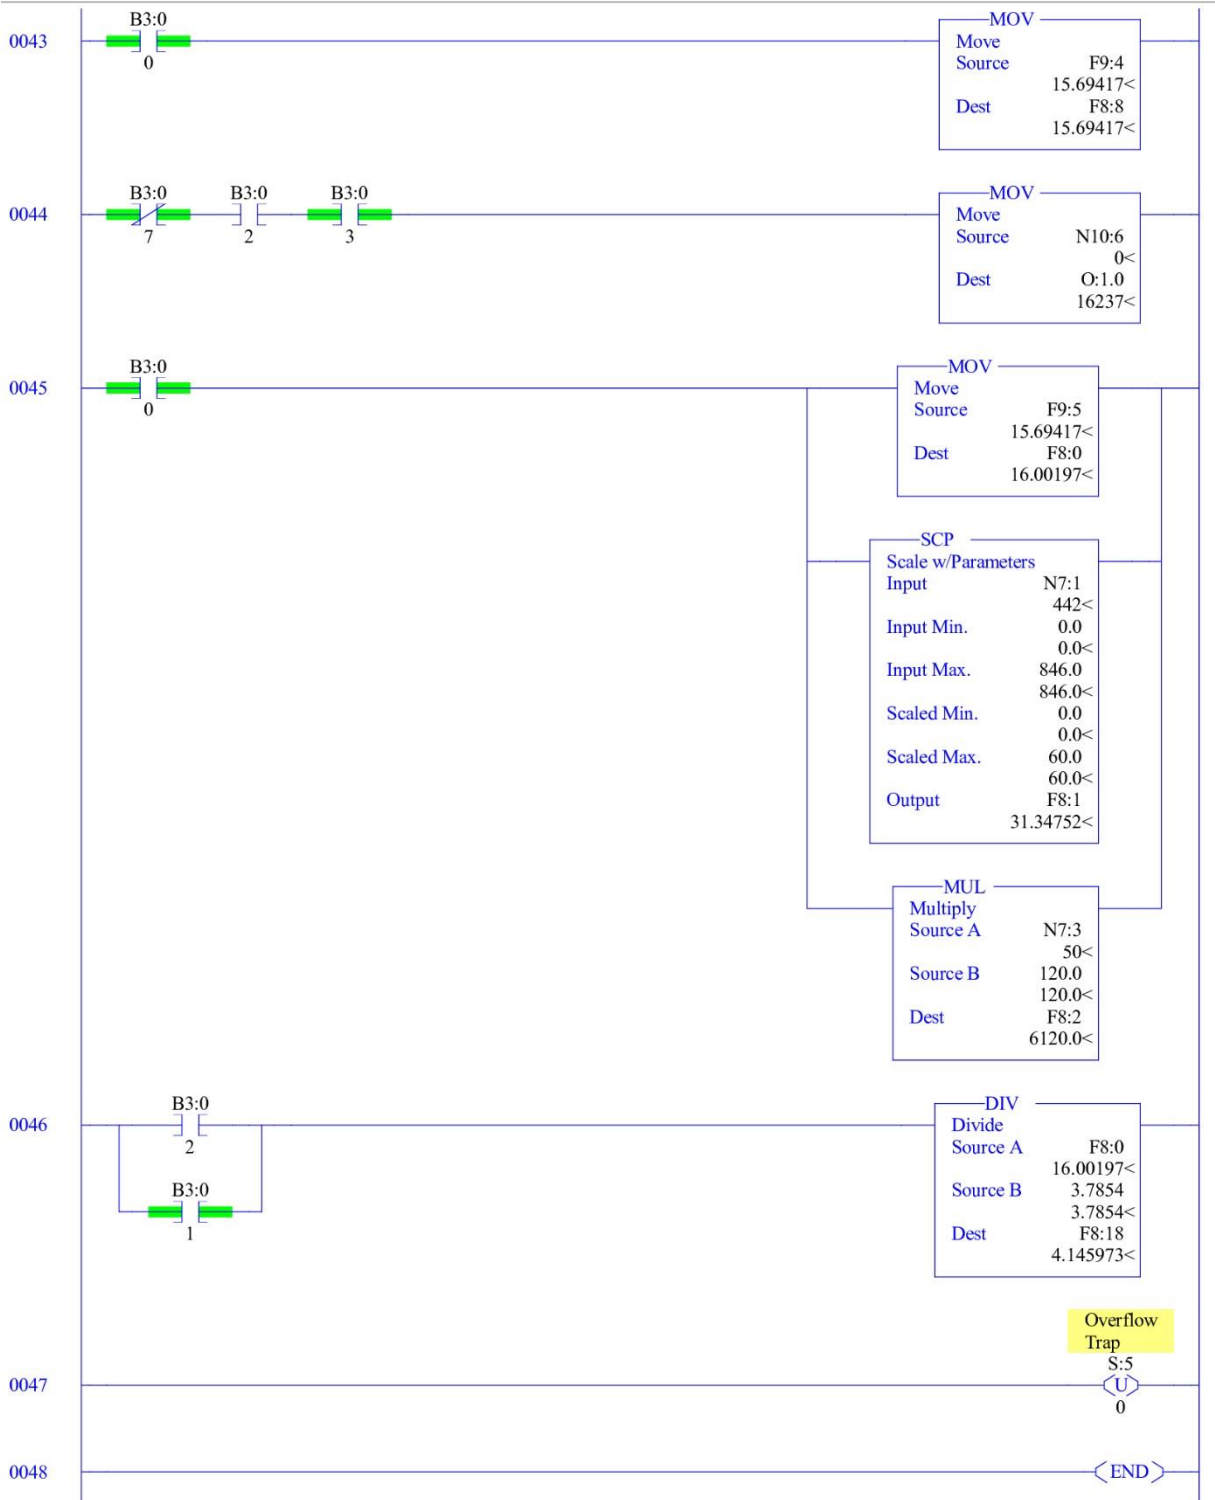 B3:0
MOV
0043
Move
0
Source F9:4
15.69417<
Dest F8:8
15.69417<
B3:0 B3:0 B3:0 MOV
0044 Move
7 2 3 Source N10:6
0<
Dest O:1.0
16237<
B3:0 MOV
0045 Move
0 Source F9:5
15.69417<
Dest F8:0
16.00197<
SCP
Scale w/Parameters
Input N7:1
442<
Input Min. 0.0
0.0<
Input Max. 846.0
846.0<
Scaled Min. 0.0
0.0<
Scaled Max. 60.0
60.0<
Output F8:1
31.34752<
MUL
Multiply
Source A N7:3
50<
Source B 120.0
120.0<
Dest F8:2
6120.0<
B3:0 DIV
0046 Divide
2 Source A F8:0
16.00197<
B3:0 Source B 3.7854
3.7854<
1 Dest F8:18
4.145973<
Overflow
Trap
S:5
0047 U
0
0048 END